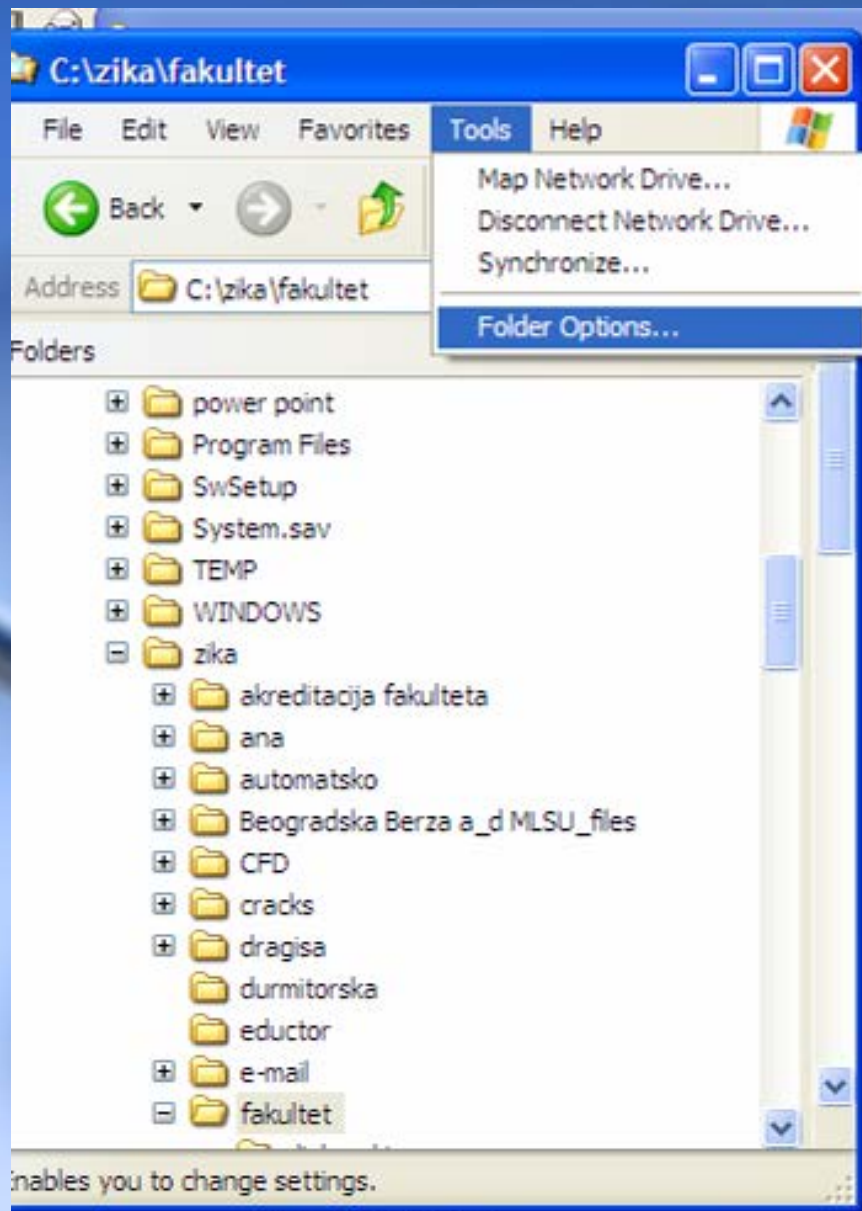 C:\zika\fakultet
File Edit View Favorites Tools Help
Map Network Drive...
Back
Disconnect Network Drive...
Synchronize...
Address C:\zika\fakultet
Folder Options...
Folders
power point
Program Files
SwSetup
System.sav
TEMP
WINDOWS
zika
akreditacija fakulteta
ana
automatsko
Beogradska Berza a_d MLSU_files
CFD
cracks
dragisa
durmitorska
eductor
e-mail
fakultet
nables you to change settings.